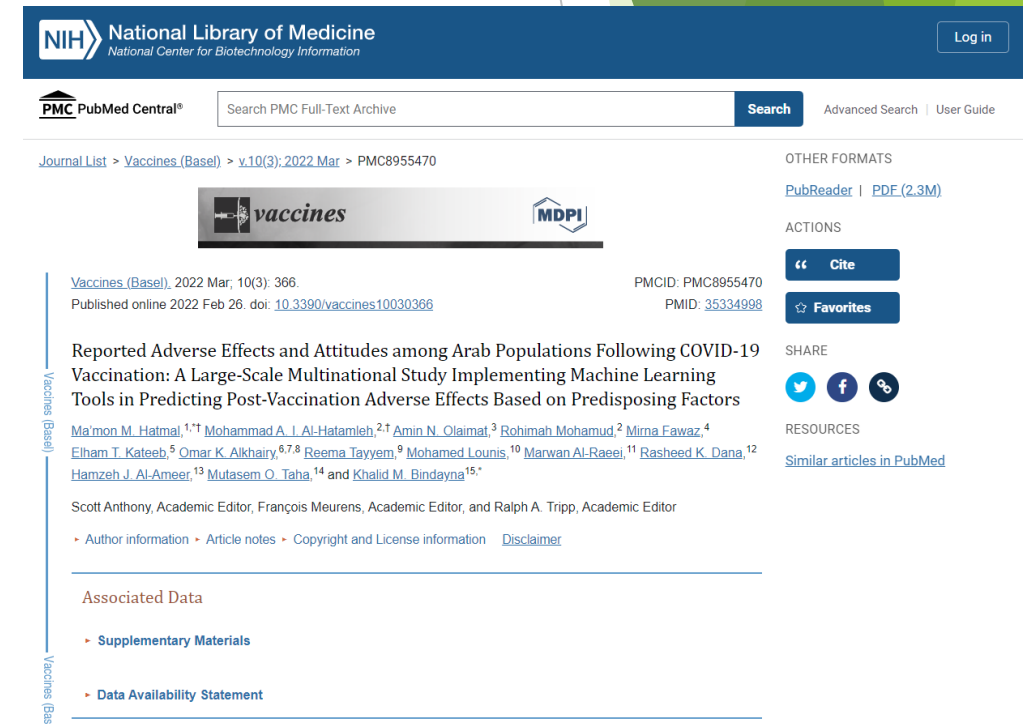 NIH National Library of Medicine
National Center for Biotechnology Information
Log in
PMC PubMed Central®
Search PMC Full-Text Archive
Search
Advanced Search | User Guide
Journal List > Vaccines (Basel) > v.10(3); 2022 Mar > PMC8955470
vaccines
MDPI
Vaccines (Basel). 2022 Mar; 10(3): 366.
PMCID: PMC8955470
Published online 2022 Feb 26. doi: 10.3390/vaccines10030366
PMID: 35334998
Reported Adverse Effects and Attitudes among Arab Populations Following COVID-19
Vaccination: A Large-Scale Multinational Study Implementing Machine Learning
Tools in Predicting Post-Vaccination Adverse Effects Based on Predisposing Factors
Ma'mon M. Hatmal,1,*† Mohammad A. I. Al-Hatamleh,2,† Amin N. Olaimat,3 Rohimah Mohamud,2 Mirna Fawaz,4
Elham T. Kateeb,5 Omar K. Alkhairy,6,7,8 Reema Tayyem,9 Mohamed Lounis,10 Marwan Al-Raeei,11 Rasheed K. Dana,12
Hamzeh J. Al-Ameer,13 Mutasem O. Taha,14 and Khalid M. Bindayna15,*
Scott Anthony, Academic Editor, François Meurens, Academic Editor, and Ralph A. Tripp, Academic Editor
▸ Author information ▸ Article notes ▸ Copyright and License information Disclaimer
Associated Data
▸ Supplementary Materials
▸ Data Availability Statement
Vaccines (Basel)
Vaccines (Bas
OTHER FORMATS
PubReader | PDF (2.3M)
ACTIONS
Cite
Favorites
SHARE
RESOURCES
Similar articles in PubMed